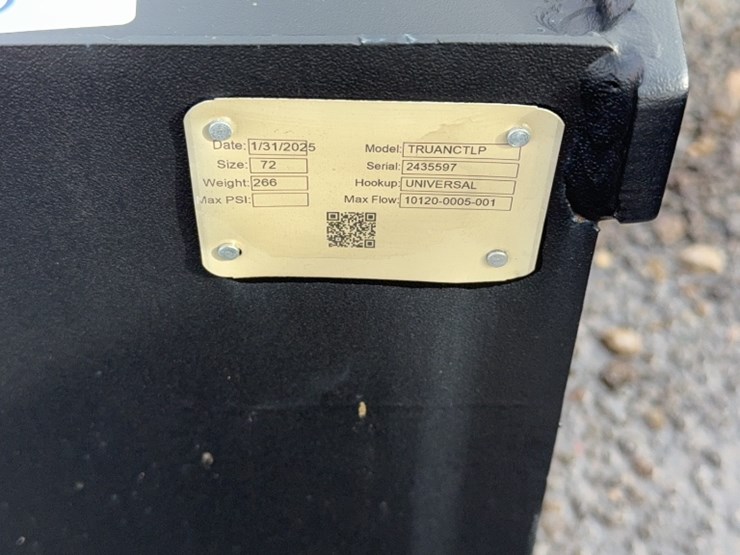 Date: 1/31/2025 Model: TRUANCTLP
Size: 72 Serial: 2435597
Weight: 266 Hookup: UNIVERSAL
Max PSI: Max Flow: 10120-0005-001